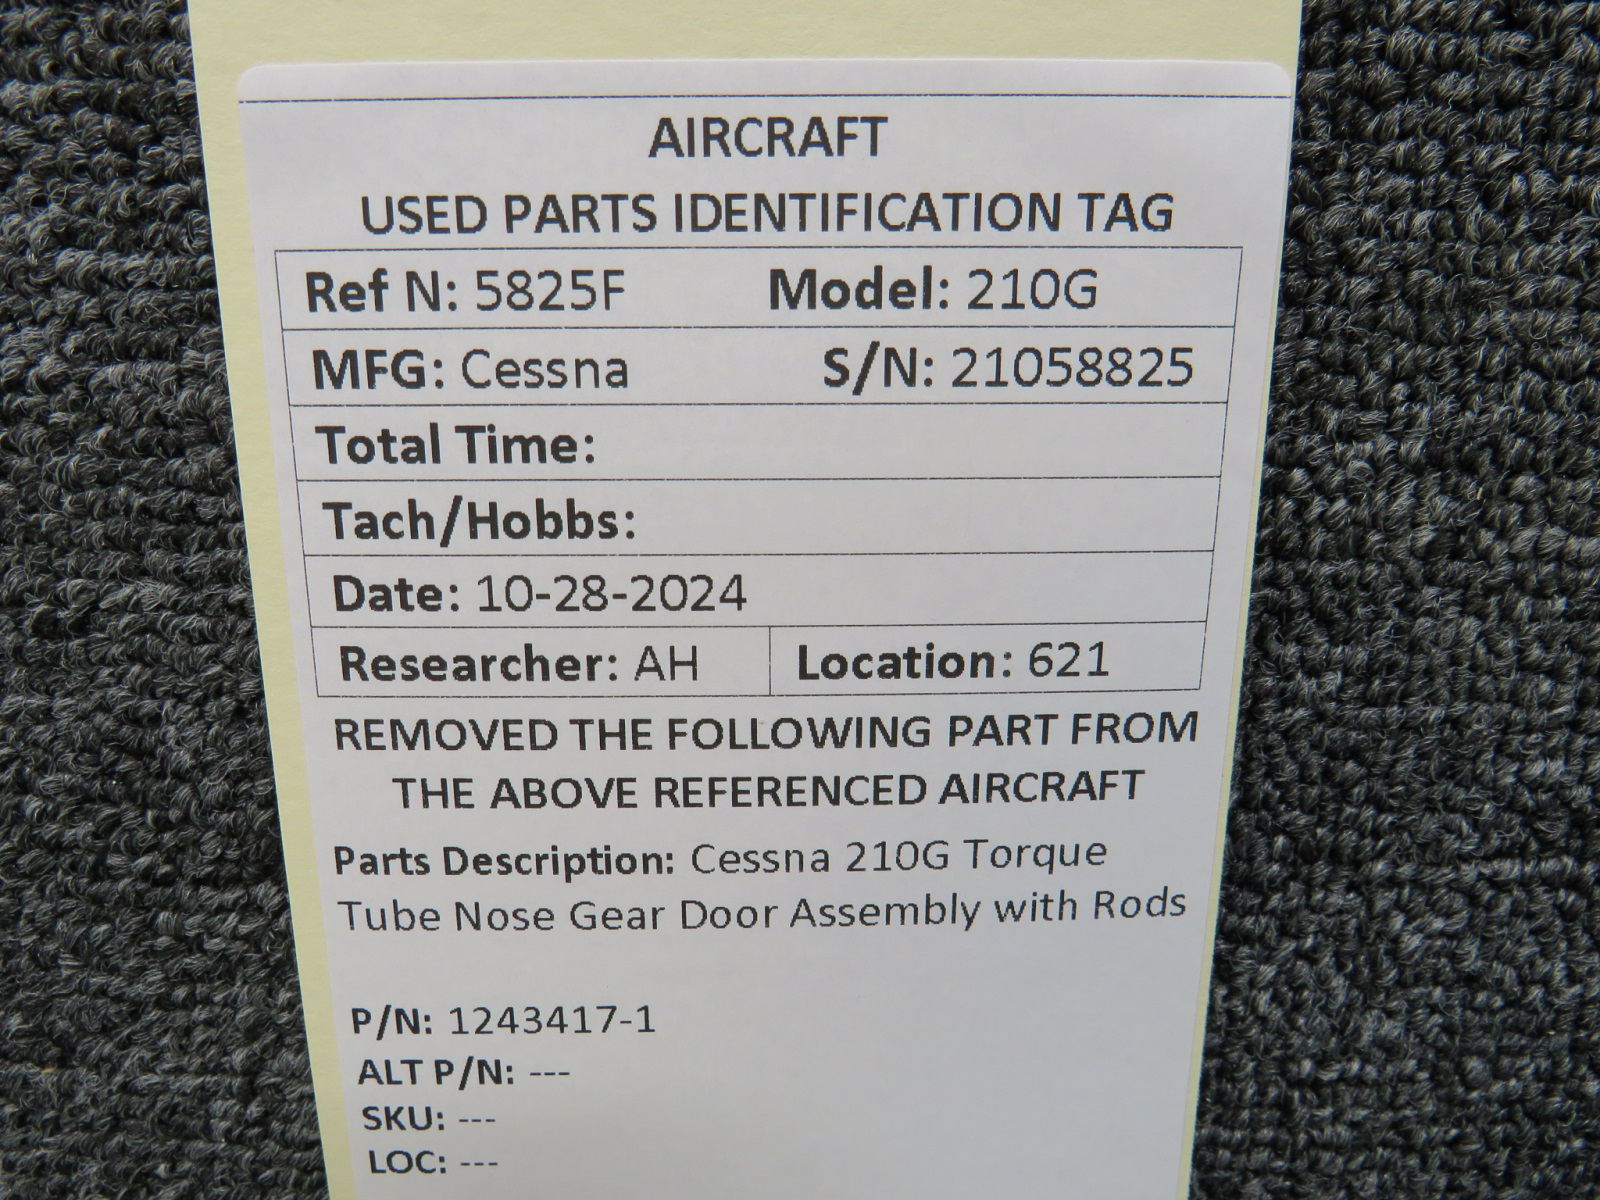 AIRCRAFT
USED PARTS IDENTIFICATION TAG
Ref N: 5825F Model: 210G
MFG: Cessna S/N: 21058825
Total Time:
Tach/Hobbs:
Date: 10-28-2024
Researcher: AH Location: 621
REMOVED THE FOLLOWING PART FROM
THE ABOVE REFERENCED AIRCRAFT
Parts Description: Cessna 210G Torque
Tube Nose Gear Door Assembly with Rods
P/N: 1243417-1
ALT P/N: ---
SKU: ---
LOC: ---